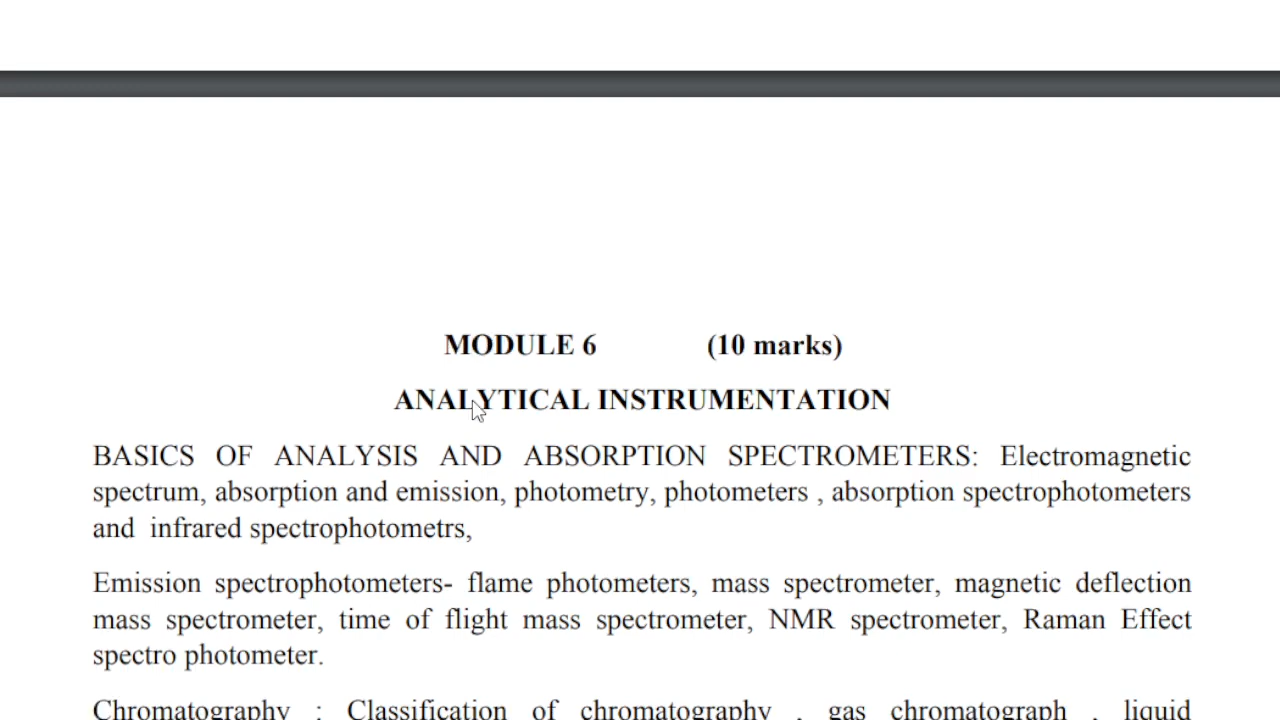 MODULE 6 (10 marks)
ANALYTICAL INSTRUMENTATION
BASICS OF ANALYSIS AND ABSORPTION SPECTROMETERS: Electromagnetic
spectrum, absorption and emission, photometry, photometers , absorption spectrophotometers
and infrared spectrophotometrs,
Emission spectrophotometers- flame photometers, mass spectrometer, magnetic deflection
mass spectrometer, time of flight mass spectrometer, NMR spectrometer, Raman Effect
spectro photometer.
Chromatography : Classification of chromatography , gas chromatograph , liquid